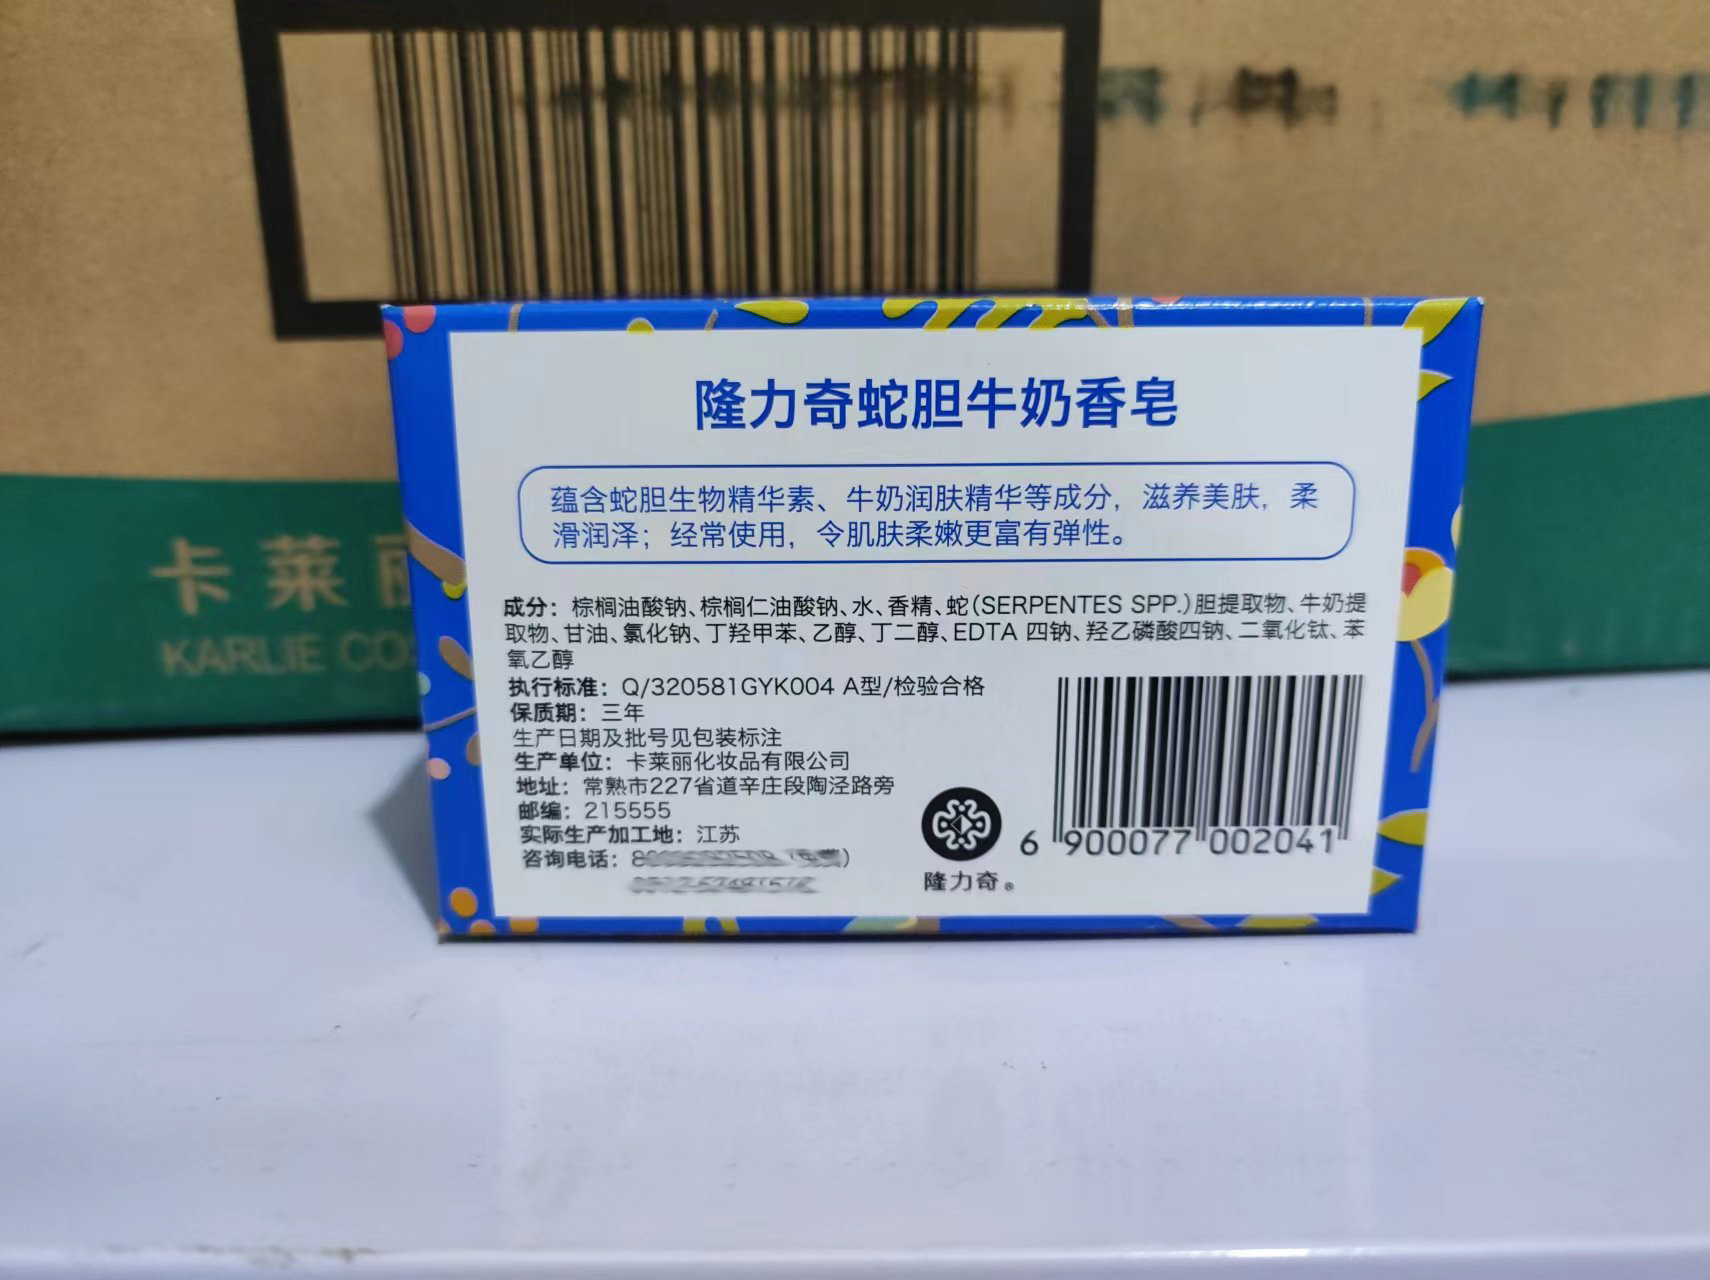 卡莱丽
KARLIE CO
隆力奇蛇胆牛奶香皂
蕴含蛇胆生物精华素、牛奶润肤精华等成分，滋养美肤，柔
滑润泽；经常使用，令肌肤柔嫩更富有弹性。
成分：棕榈油酸钠、棕榈仁油酸钠、水、香精、蛇(SERPENTES SPP.)胆提取物、牛奶提
取物、甘油、氯化钠、丁羟甲苯、乙醇、丁二醇、EDTA 四钠、羟乙磷酸四钠、二氧化钛、苯
氧乙醇
执行标准：Q/320581GYK004 A型/检验合格
保质期：三年
生产日期及批号见包装标注
生产单位：卡莱丽化妆品有限公司
地址：常熟市227省道辛庄段陶泾路旁
邮编：215555
实际生产加工地：江苏
咨询电话：
隆力奇®
6 900077 002041